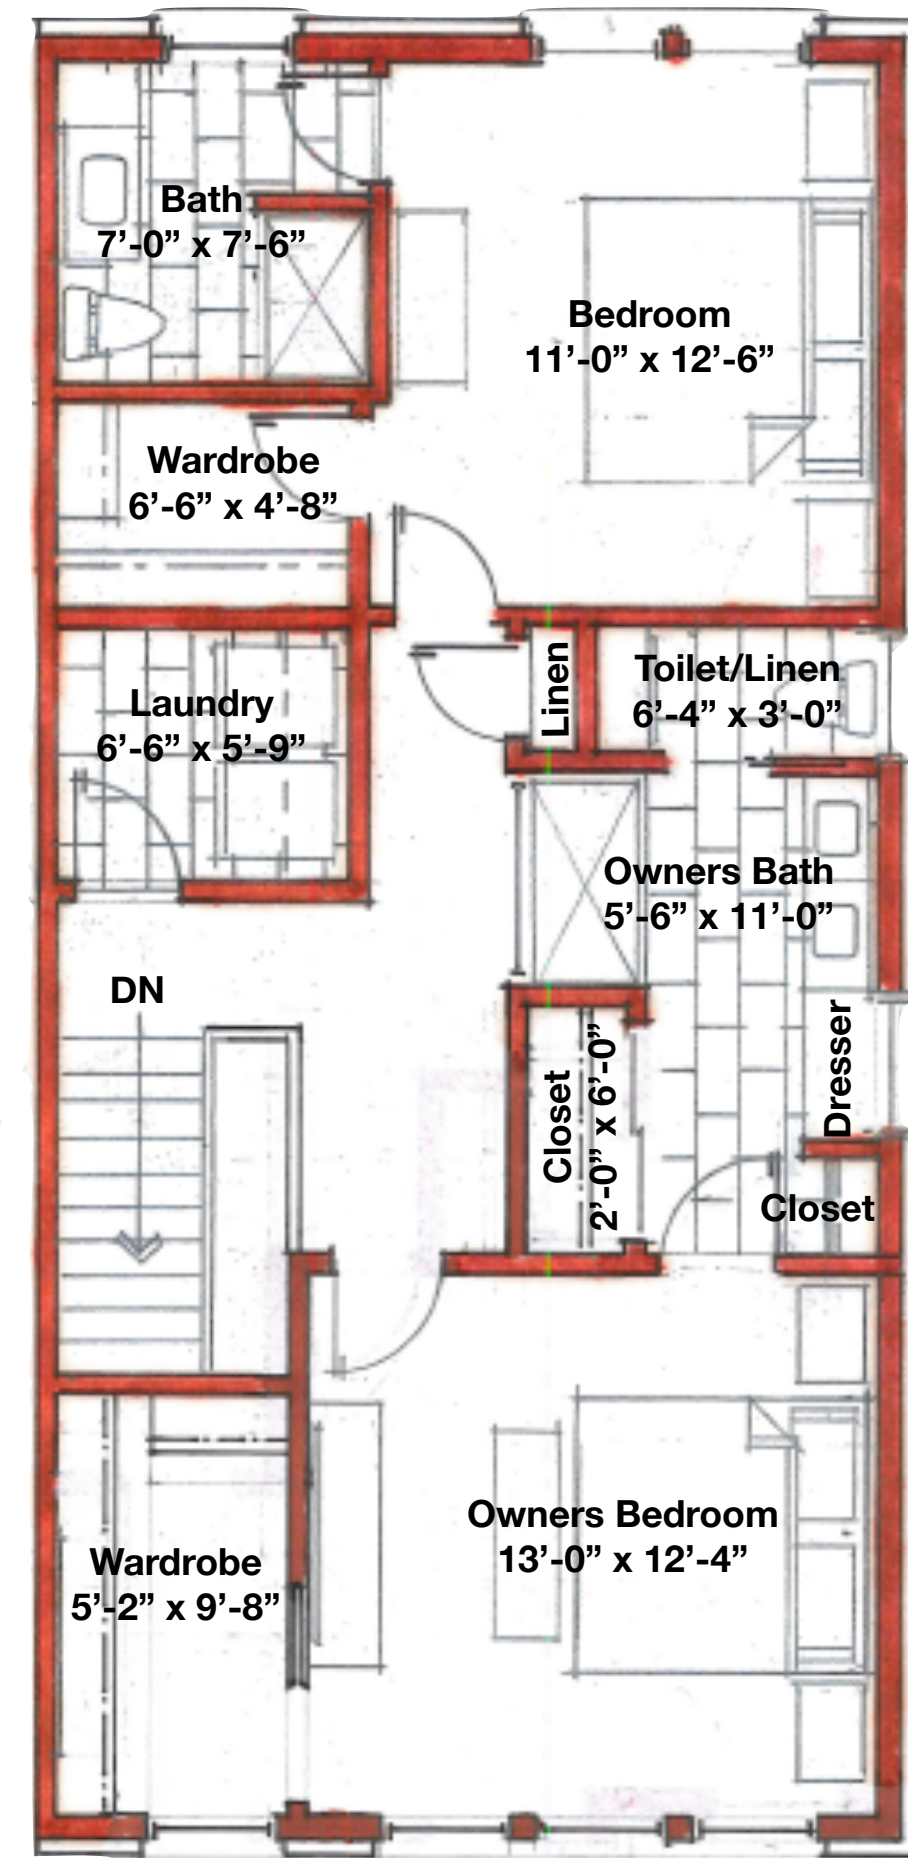 Bath
7’-0” x 7’-6”
Bedroom
11’-0” x 12’-6”
Wardrobe
6’-6” x 4’-8”
Linen
Toilet/Linen
6’-4” x 3’-0”
Laundry
6’-6” x 5’-9”
Owners Bath
5’-6” x 11’-0”
DN
Closet
2’-0” x 6’-0”
Dresser
Closet
Owners Bedroom
13’-0” x 12’-4”
Wardrobe
5’-2” x 9’-8”